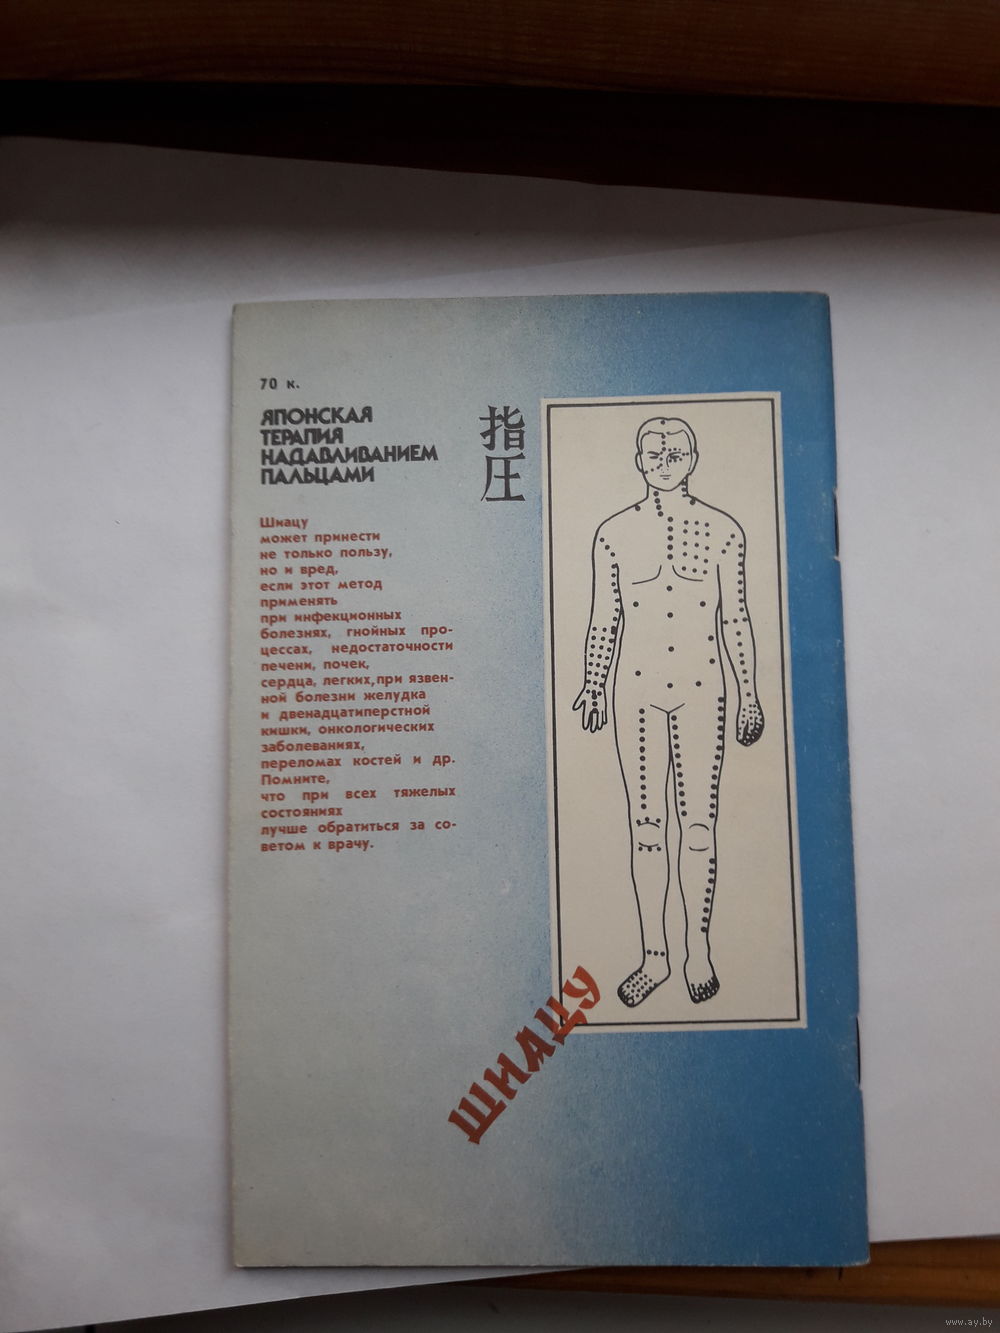 70 к.
ЯПОНСКАЯ
ТЕРАПИЯ
НАДАВЛИВАНИЕМ
ПАЛЬЦАМИ
指
圧
Шиацу
может принести
не только пользу,
но и вред,
если этот метод
применять
при инфекционных
болезнях, гнойных про-
цессах, недостаточности
печени, почек,
сердца, легких,при язвен-
ной болезни желудка
и двенадцатиперстной
кишки, онкологических
заболеваниях,
переломах костей и др.
Помните,
что при всех тяжелых
состояниях
лучше обратиться за со-
ветом к врачу.
ШИАЦУ
www.ay.by